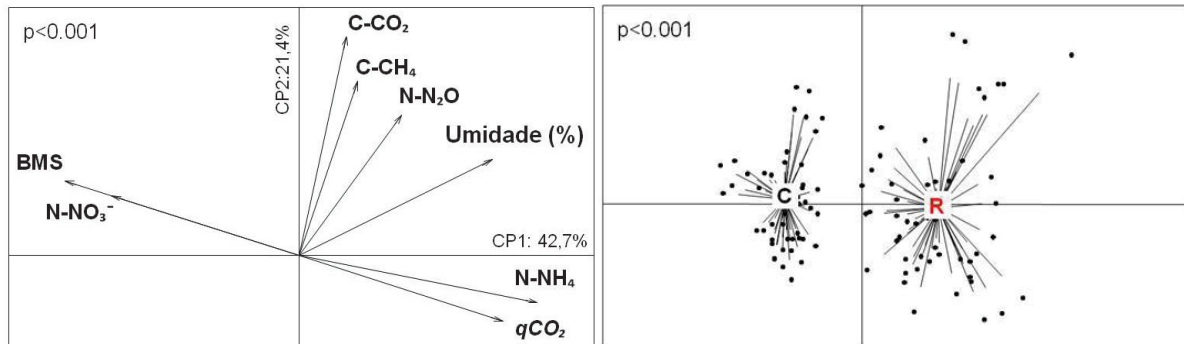 p<0.001
C-CO₂
CP2:21,4%
C-CH₄
N-N₂O
Umidade (%)
BMS
N-NO₃⁻
CP1: 42,7%
N-NH₄
qCO₂
p<0.001
C
R